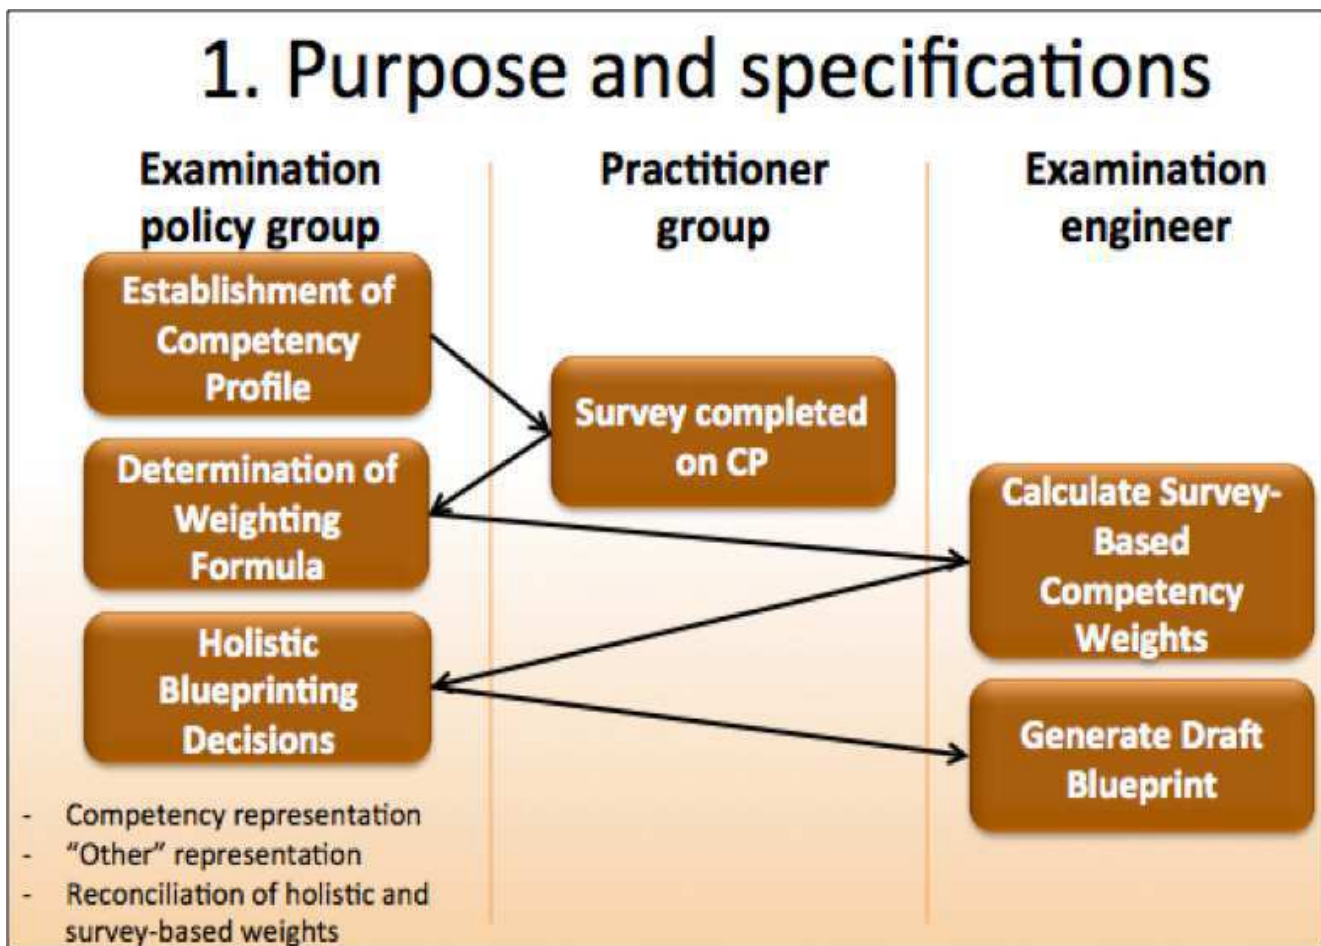 1. Purpose and specifications
Examination
policy group
Practitioner
group
Examination
engineer
Establishment of
Competency
Profile
Survey completed
on CP
Determination of
Weighting
Formula
Calculate Survey-
Based
Competency
Weights
Holistic
Blueprinting
Decisions
Generate Draft
Blueprint
- Competency representation
- “Other” representation
- Reconciliation of holistic and
survey-based weights